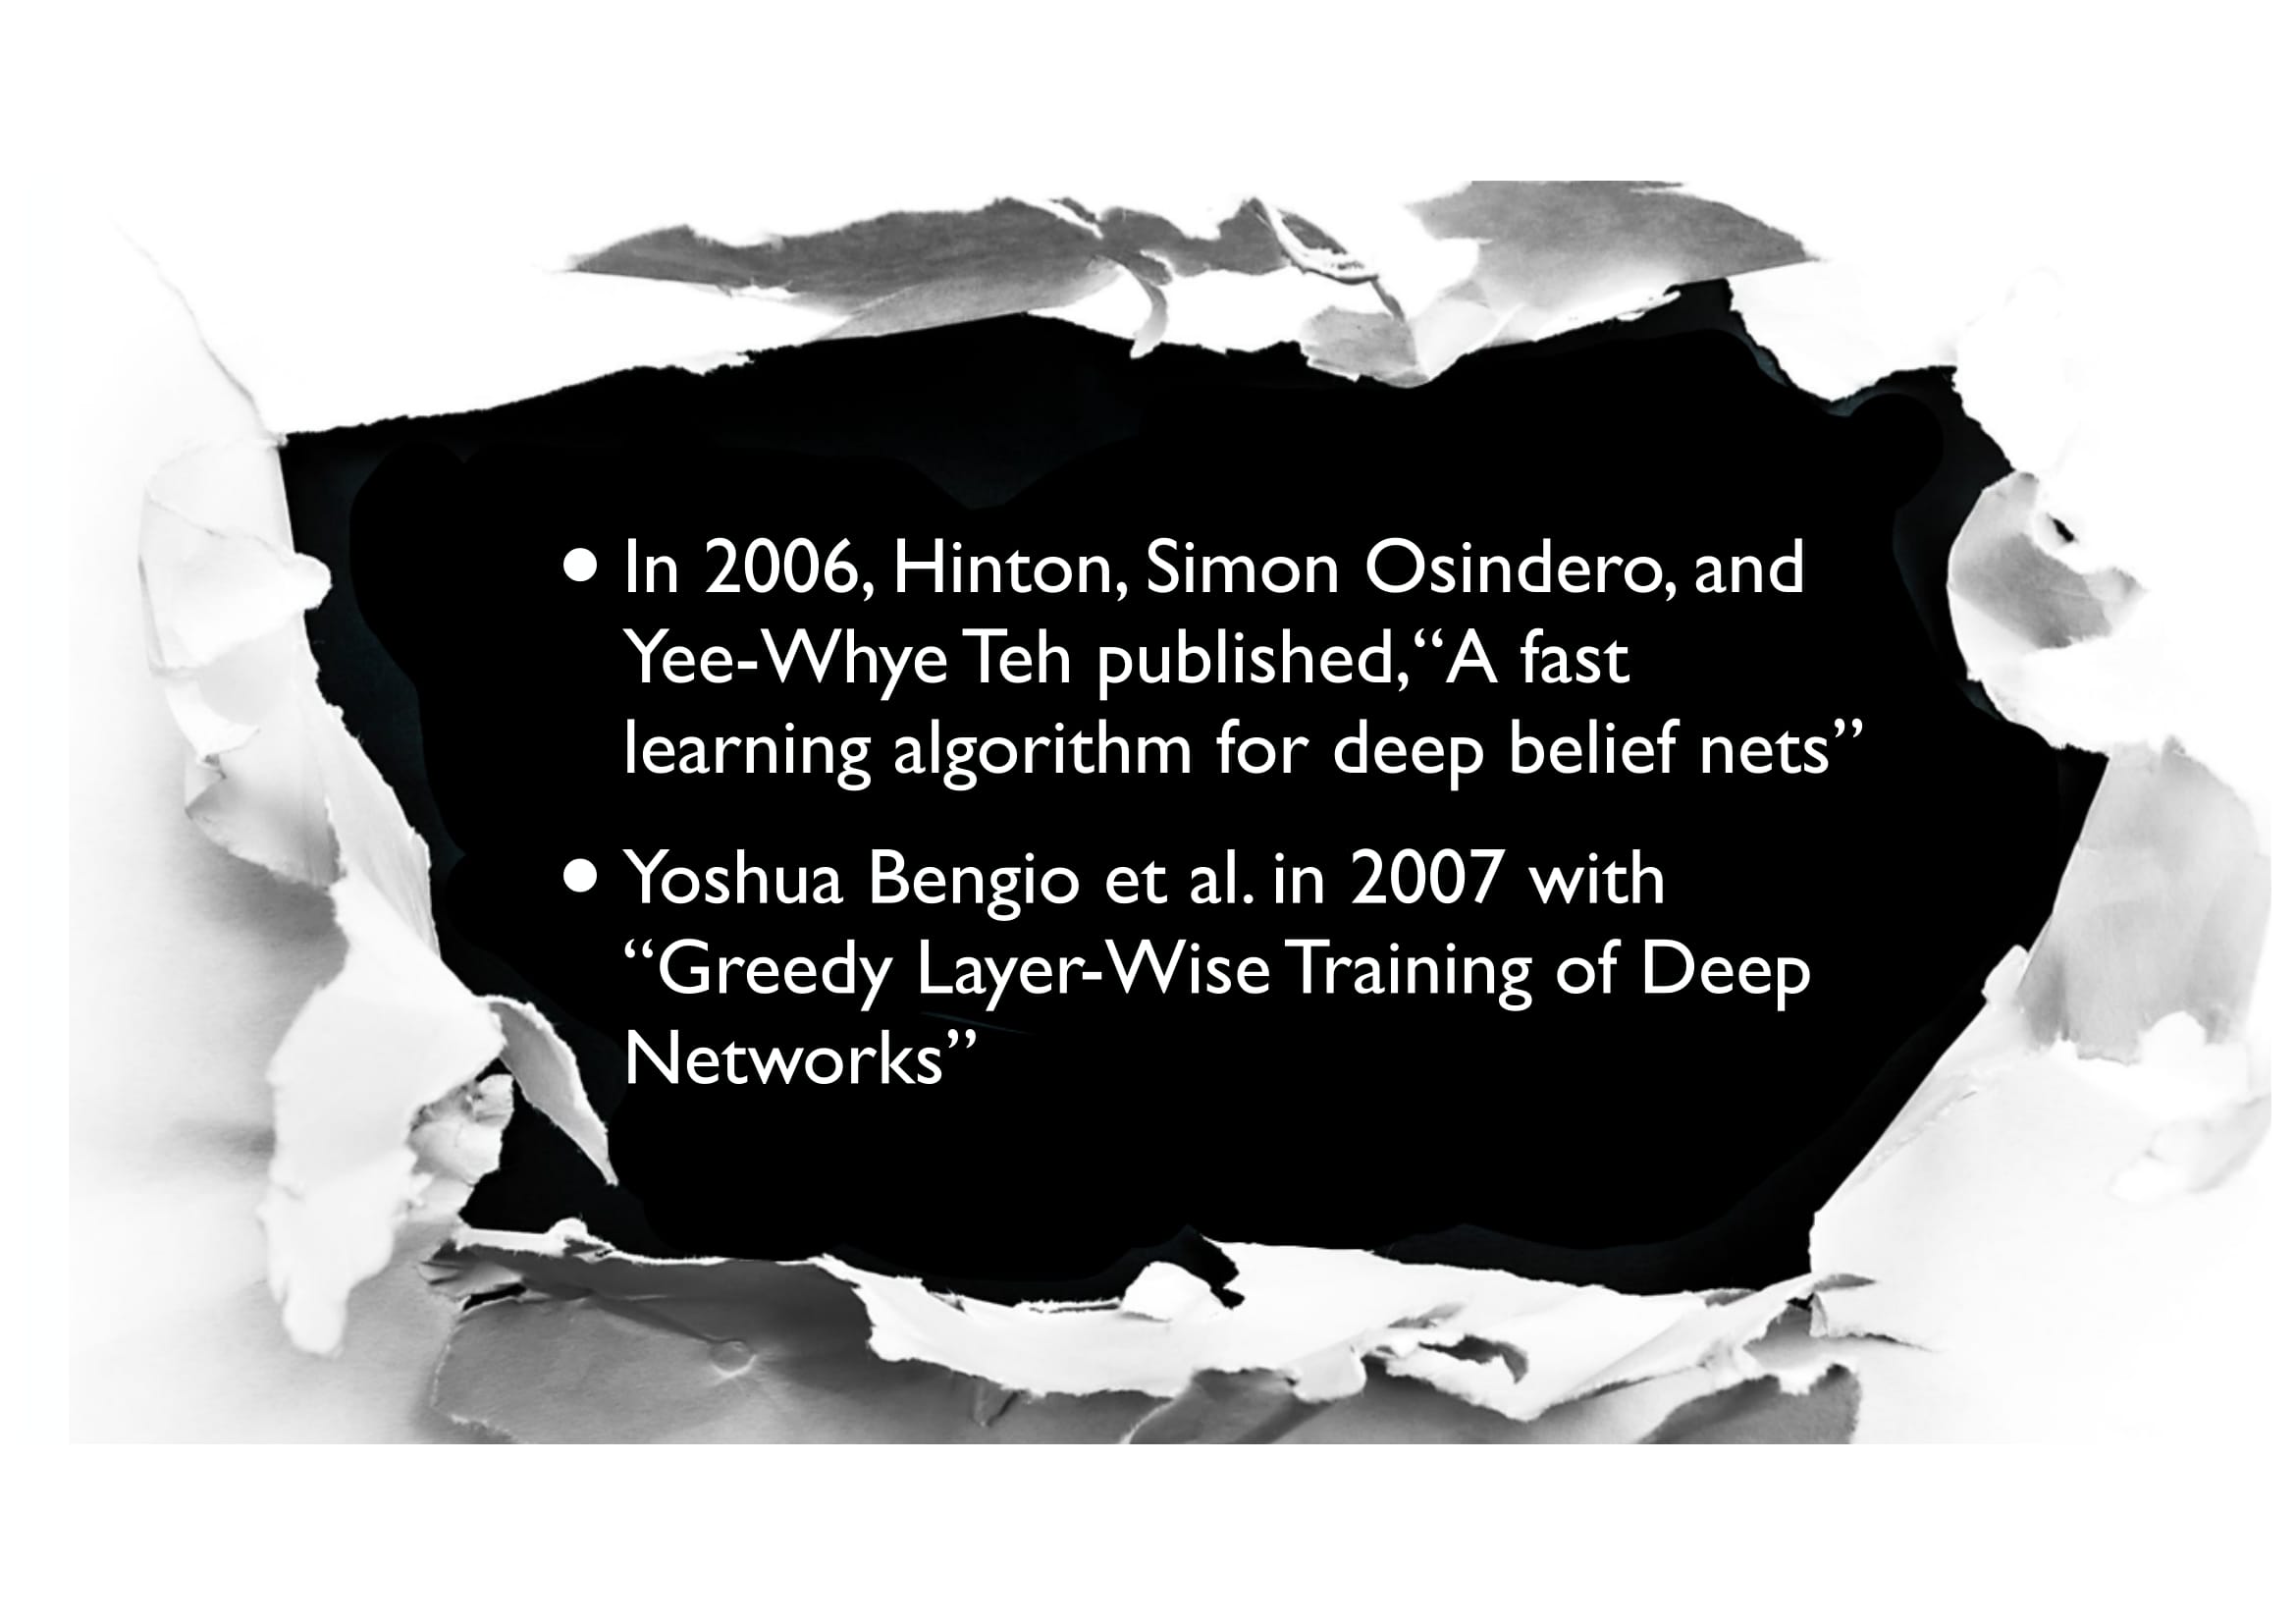 • In 2006, Hinton, Simon Osindero, and
Yee-Whye Teh published, “A fast
learning algorithm for deep belief nets”
• Yoshua Bengio et al. in 2007 with
“Greedy Layer-Wise Training of Deep
Networks”